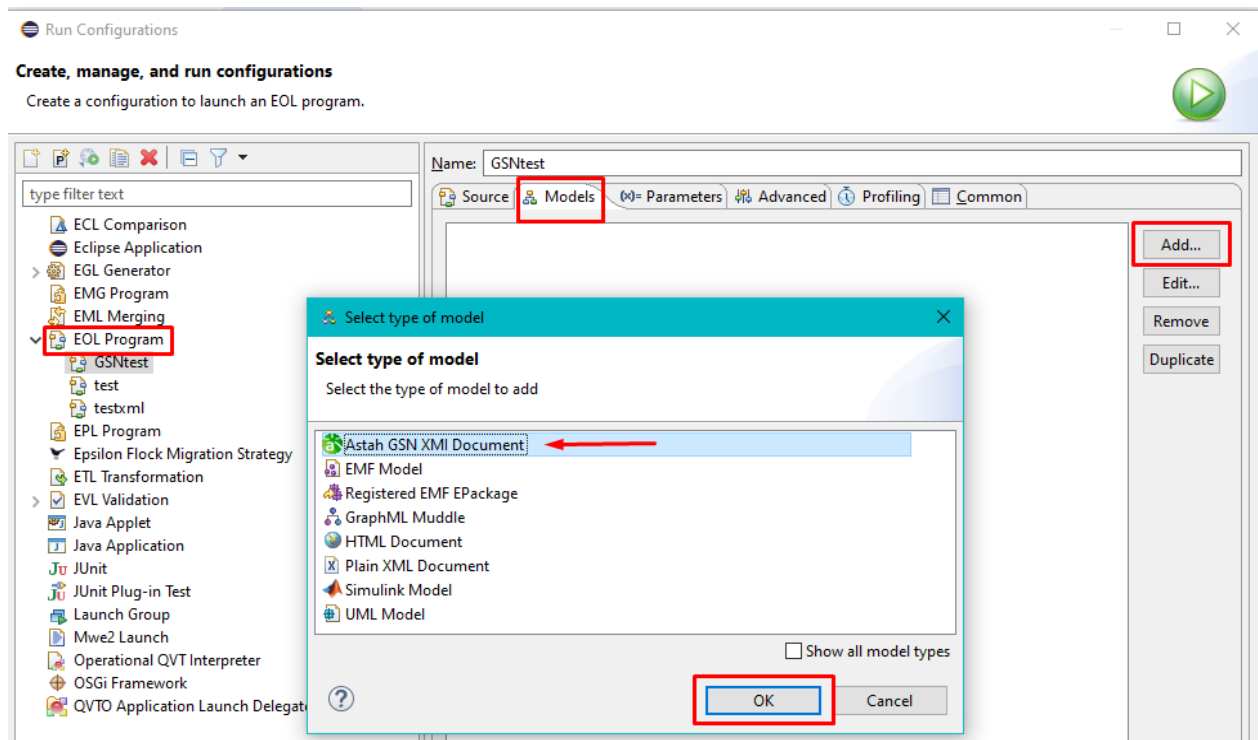 Run Configurations
Create, manage, and run configurations
Create a configuration to launch an EOL program.
type filter text
ECL Comparison
Eclipse Application
EGL Generator
EMG Program
EML Merging
EOL Program
GSNtest
test
testxml
EPL Program
Epsilon Flock Migration Strategy
ETL Transformation
EVL Validation
Java Applet
Java Application
JUnit
JUnit Plug-in Test
Launch Group
Mwe2 Launch
Operational QVT Interpreter
OSGi Framework
QVTO Application Launch Delegat
Name: GSNtest
Source Models (x)= Parameters Advanced Profiling Common
Add...
Edit...
Remove
Duplicate
Select type of model
Select type of model
Select the type of model to add
Astah GSN XMI Document
EMF Model
Registered EMF EPackage
GraphML Muddle
HTML Document
Plain XML Document
Simulink Model
UML Model
Show all model types
OK Cancel